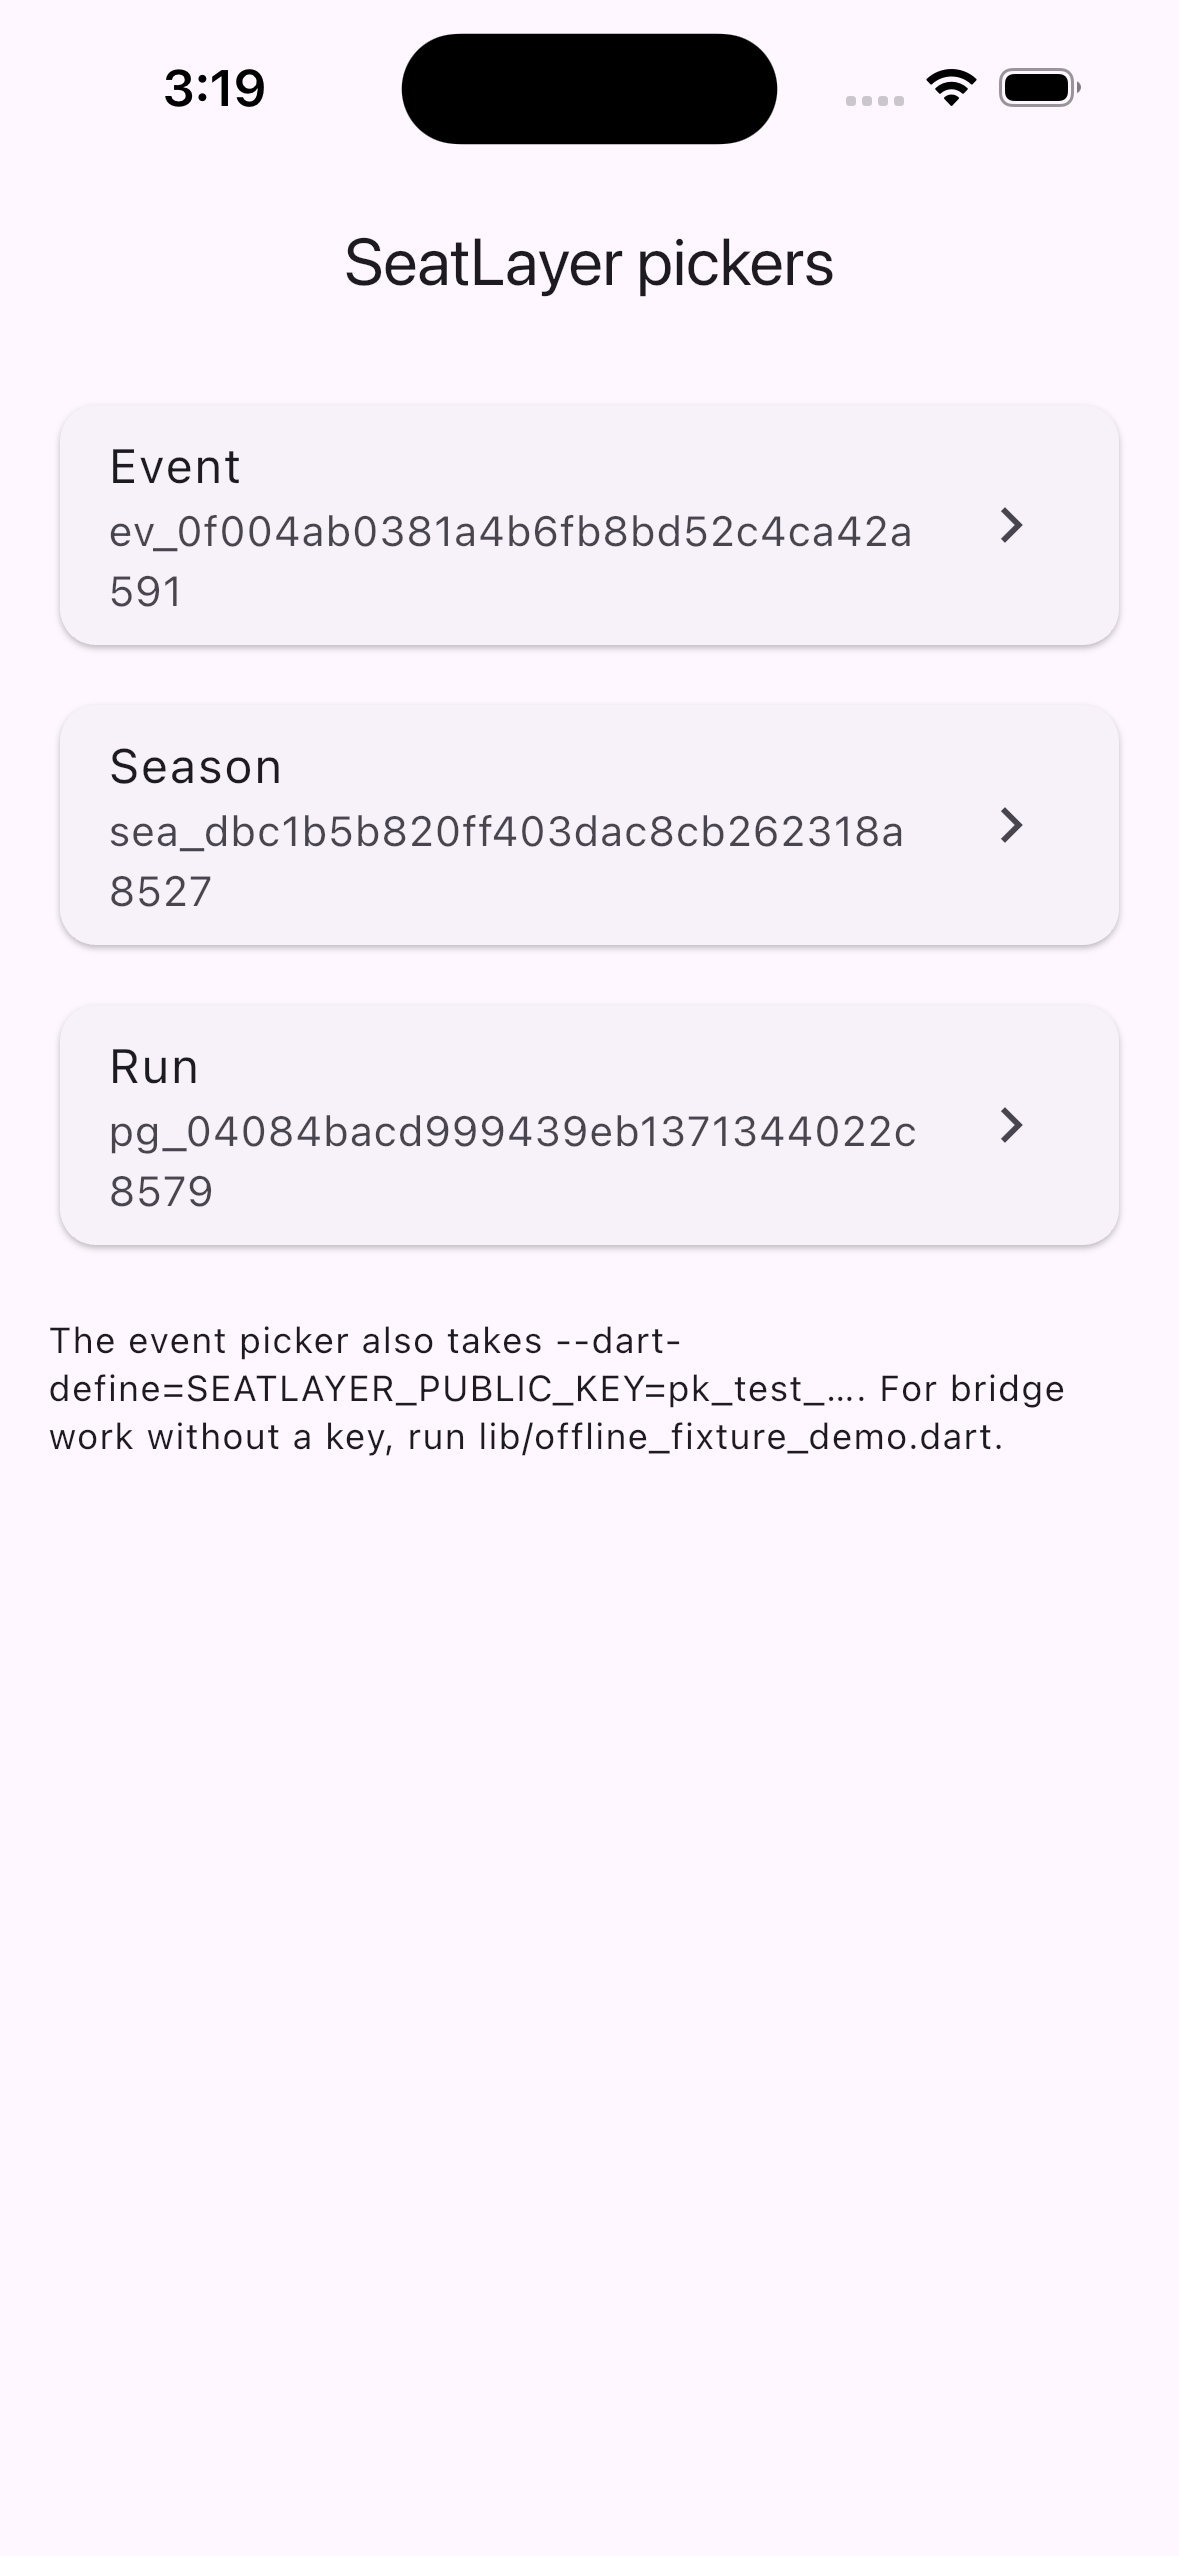 3:19
SeatLayer pickers
Event
ev_0f004ab0381a4b6fb8bd52c4ca42a
591
Season
sea_dbc1b5b820ff403dac8cb262318a
8527
Run
pg_04084bacd999439eb1371344022c
8579
The event picker also takes --dart-
define=SEATLAYER_PUBLIC_KEY=pk_test_.... For bridge
work without a key, run lib/offline_fixture_demo.dart.